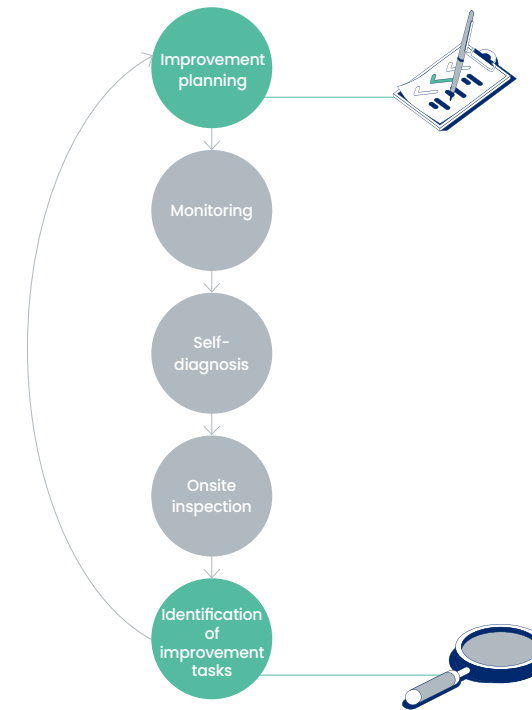 Improvement
planning
Monitoring
Self-
diagnosis
Onsite
inspection
Identification
of
improvement
tasks